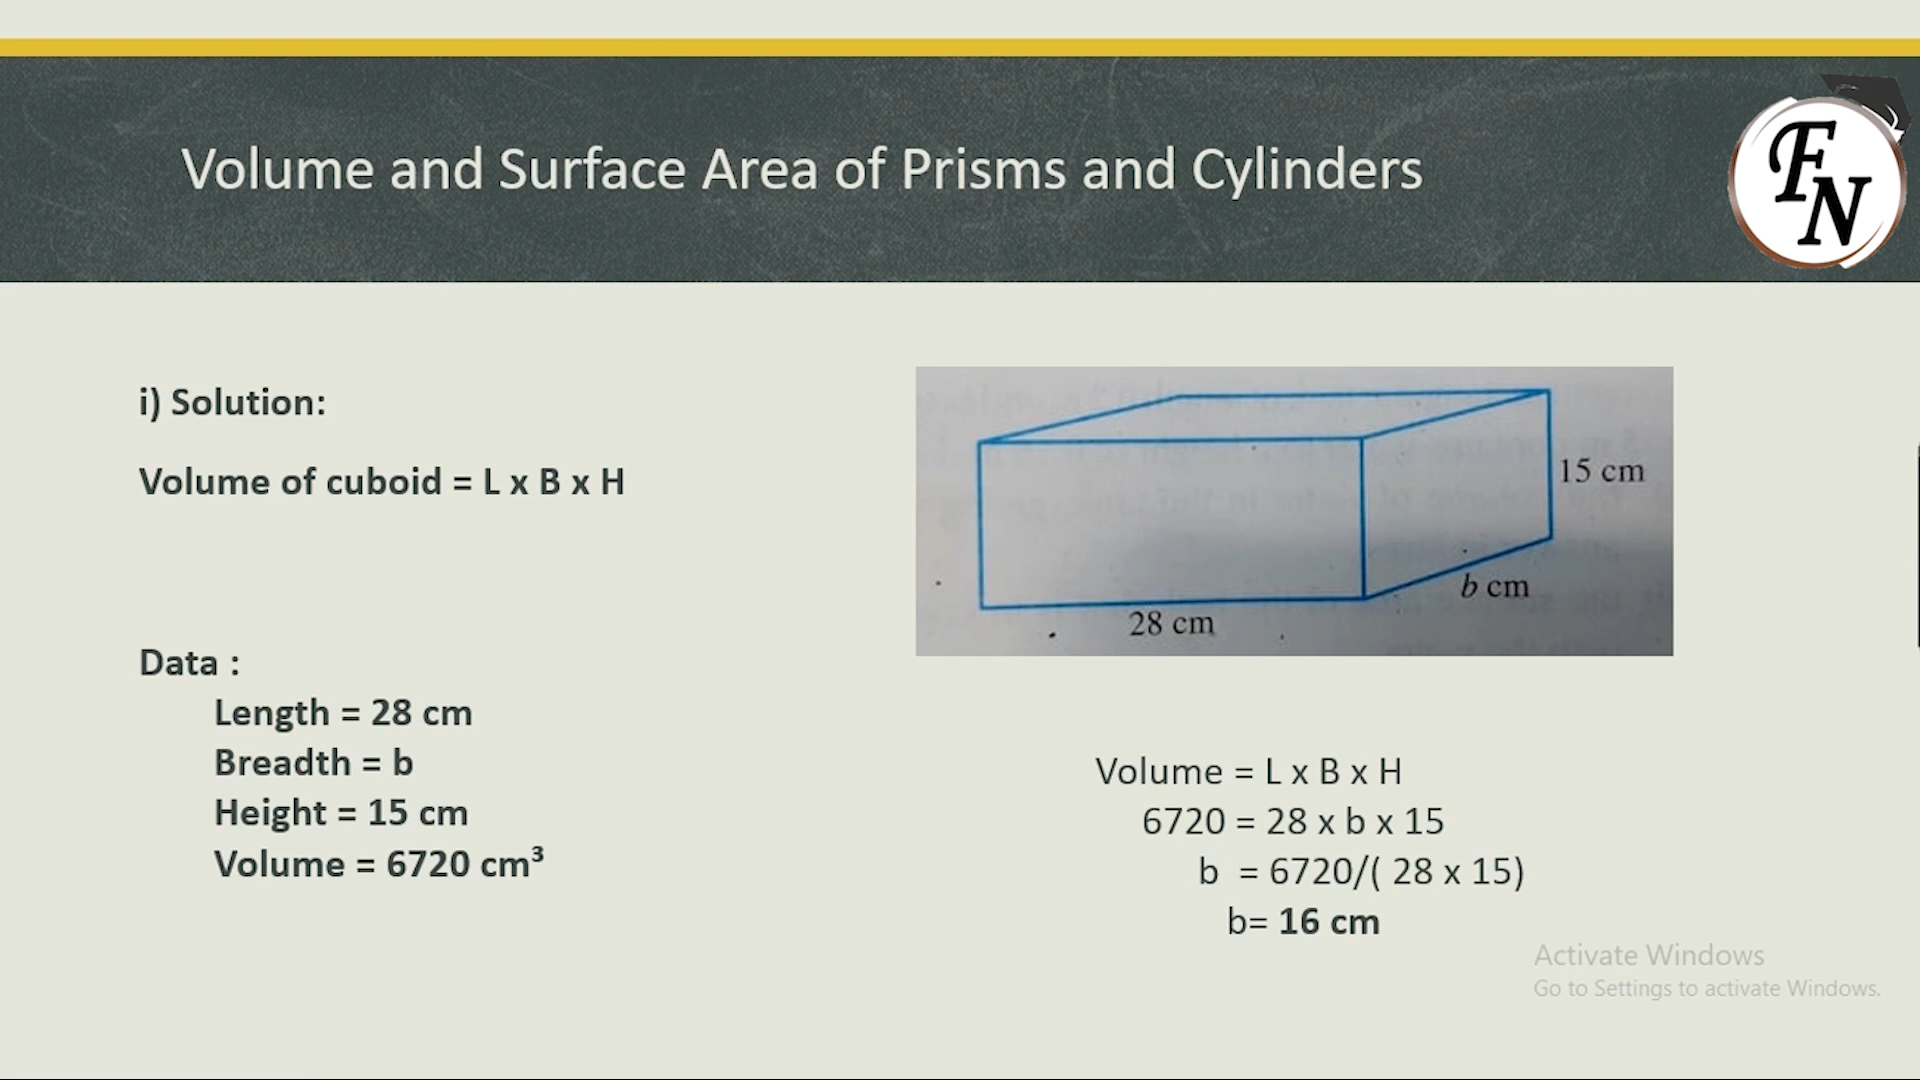 Volume and Surface Area of Prisms and Cylinders
FN
i) Solution:
Volume of cuboid = L x B x H
Data :
Length = 28 cm
Breadth = b
Height = 15 cm
Volume = 6720 cm³
15 cm
b cm
28 cm
Volume = L x B x H
6720 = 28 x b x 15
b = 6720/( 28 x 15)
b= 16 cm
Activate Windows
Go to Settings to activate Windows.